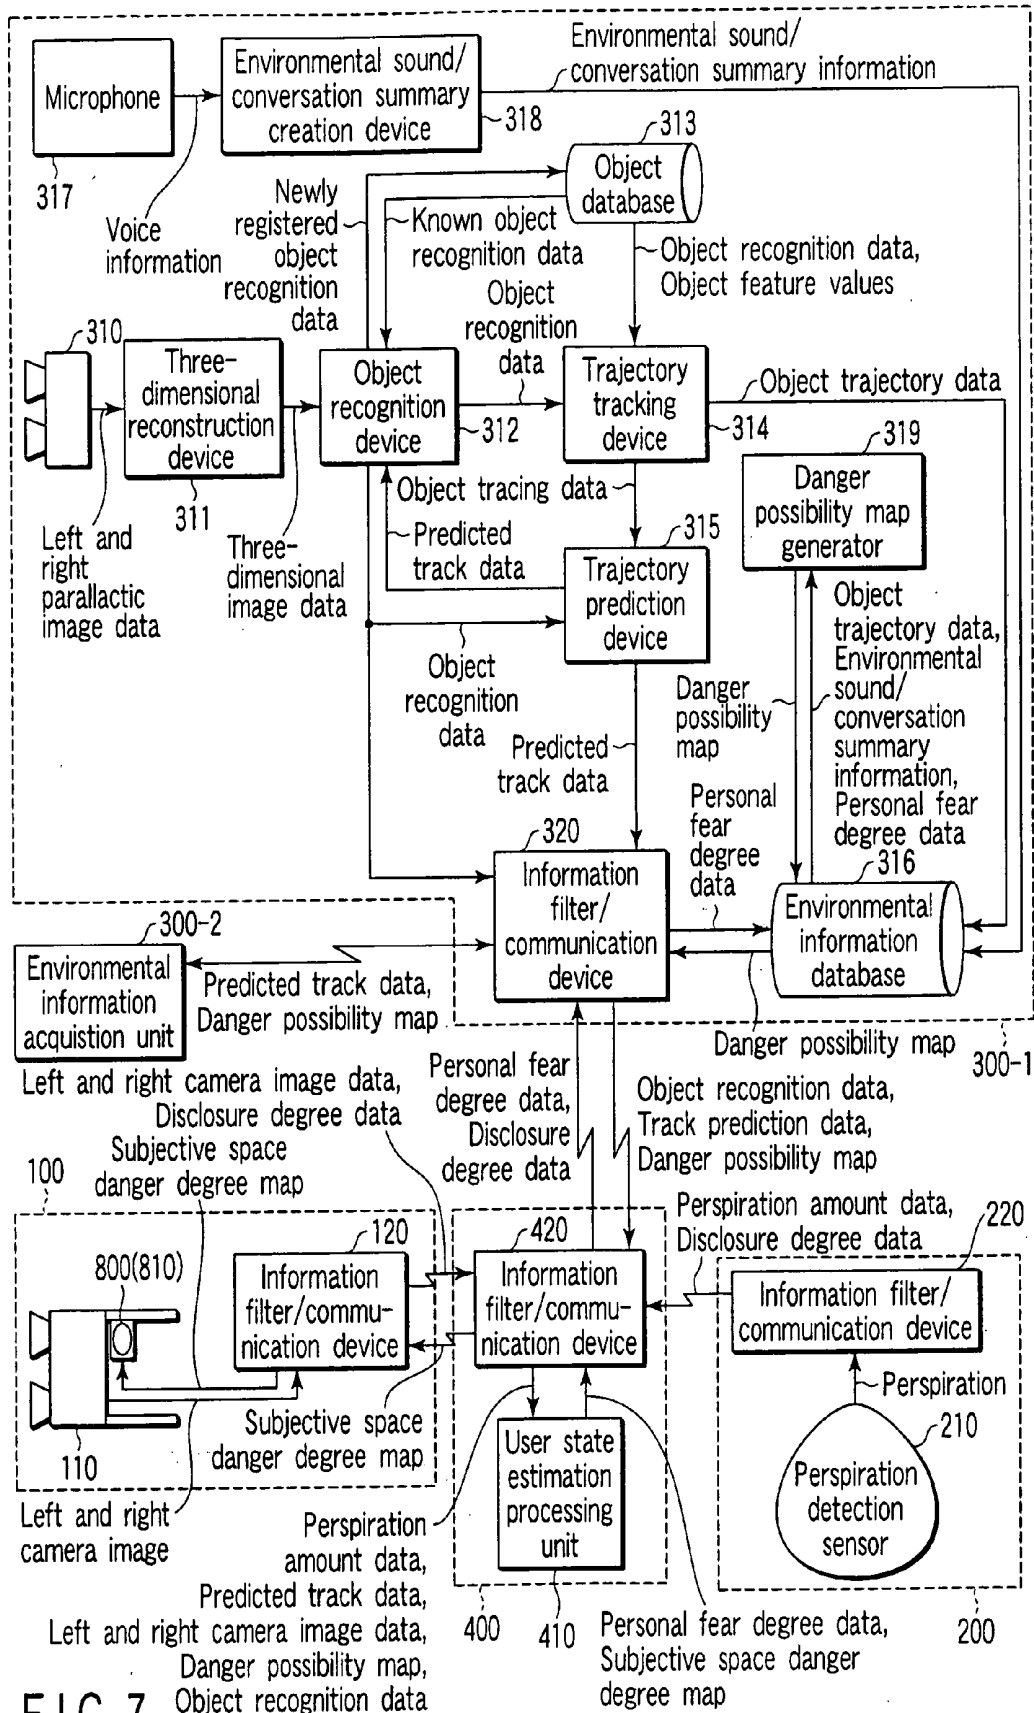 Environmental sound/
conversation summary information
Microphone
317
Environmental sound/
conversation summary
creation device
318
Voice
information
313
Object
database
Newly
registered
object
recognition
data
Known object
recognition data
Object recognition data,
Object feature values
310
Three-
dimensional
reconstruction
device
311
Object
recognition
device
312
Object
recognition
data
Trajectory
tracking
device
314
Object trajectory data
319
Danger
possibility map
generator
Left and
right
parallactic
image data
Three-
dimensional
image data
Object tracing data
Predicted
track data
315
Trajectory
prediction
device
Object
recognition
data
Predicted
track data
Danger
possibility
map
Object
trajectory data,
Environmental
sound/
conversation
summary
information,
Personal fear
degree data
Personal
fear
degree
data
320
Information
filter/
communication
device
316
Environmental
information
database
300-2
Environmental
information
acquistion unit
Predicted track data,
Danger possibility map
Danger possibility map
300-1
Left and right camera image data,
Disclosure degree data
Subjective space
danger degree map
Personal fear
degree data,
Disclosure
degree data
Object recognition data,
Track prediction data,
Danger possibility map
100
800(810)
120
Information
filter/commu-
nication device
110
Subjective space
danger degree map
Left and right
camera image
420
Information
filter/commu-
nication device
User state
estimation
processing
unit
410
400
Perspiration amount data,
Disclosure degree data
220
Information filter/
communication device
Perspiration
210
Perspiration
detection
sensor
200
Perspiration
amount data,
Predicted track data,
Left and right camera image data,
Danger possibility map,
Object recognition data
Personal fear degree data,
Subjective space danger
degree map
FIG. 7